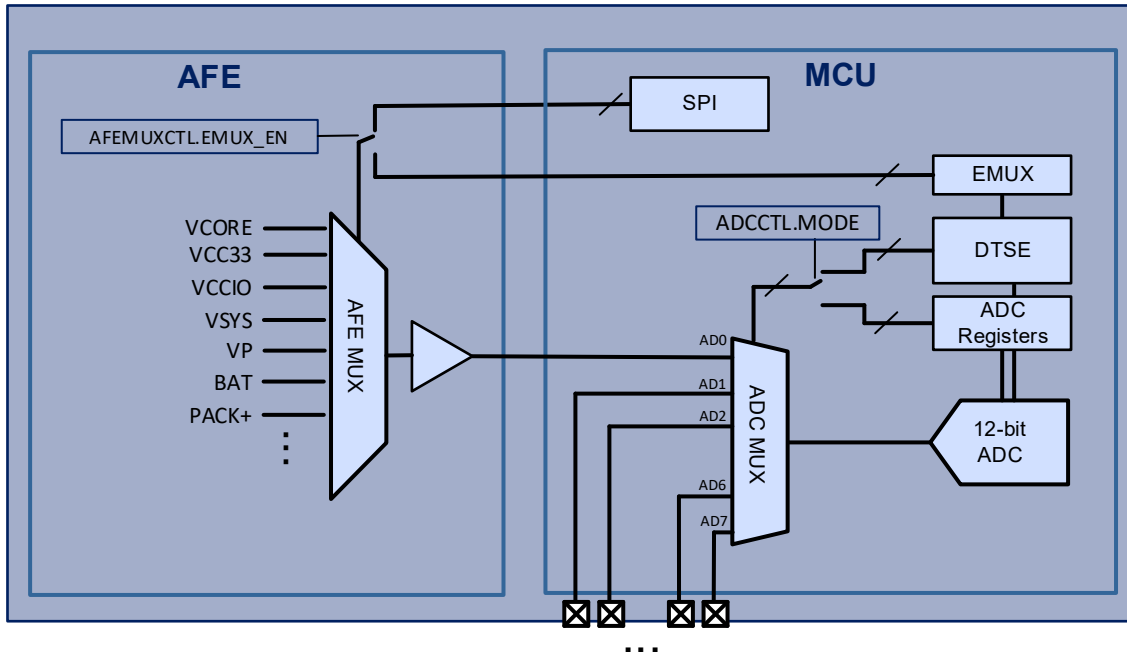 AFE
MCU
SPI
AFEMUXCTL.EMUX_EN
EMUX
ADCCTL.MODE
VCORE
VCC33
VCCIO
VSYS
VP
BAT
PACK+
⋮
AFE MUX
DTSE
ADC
Registers
AD0
AD1
AD2
AD6
AD7
ADC MUX
12-bit
ADC
...